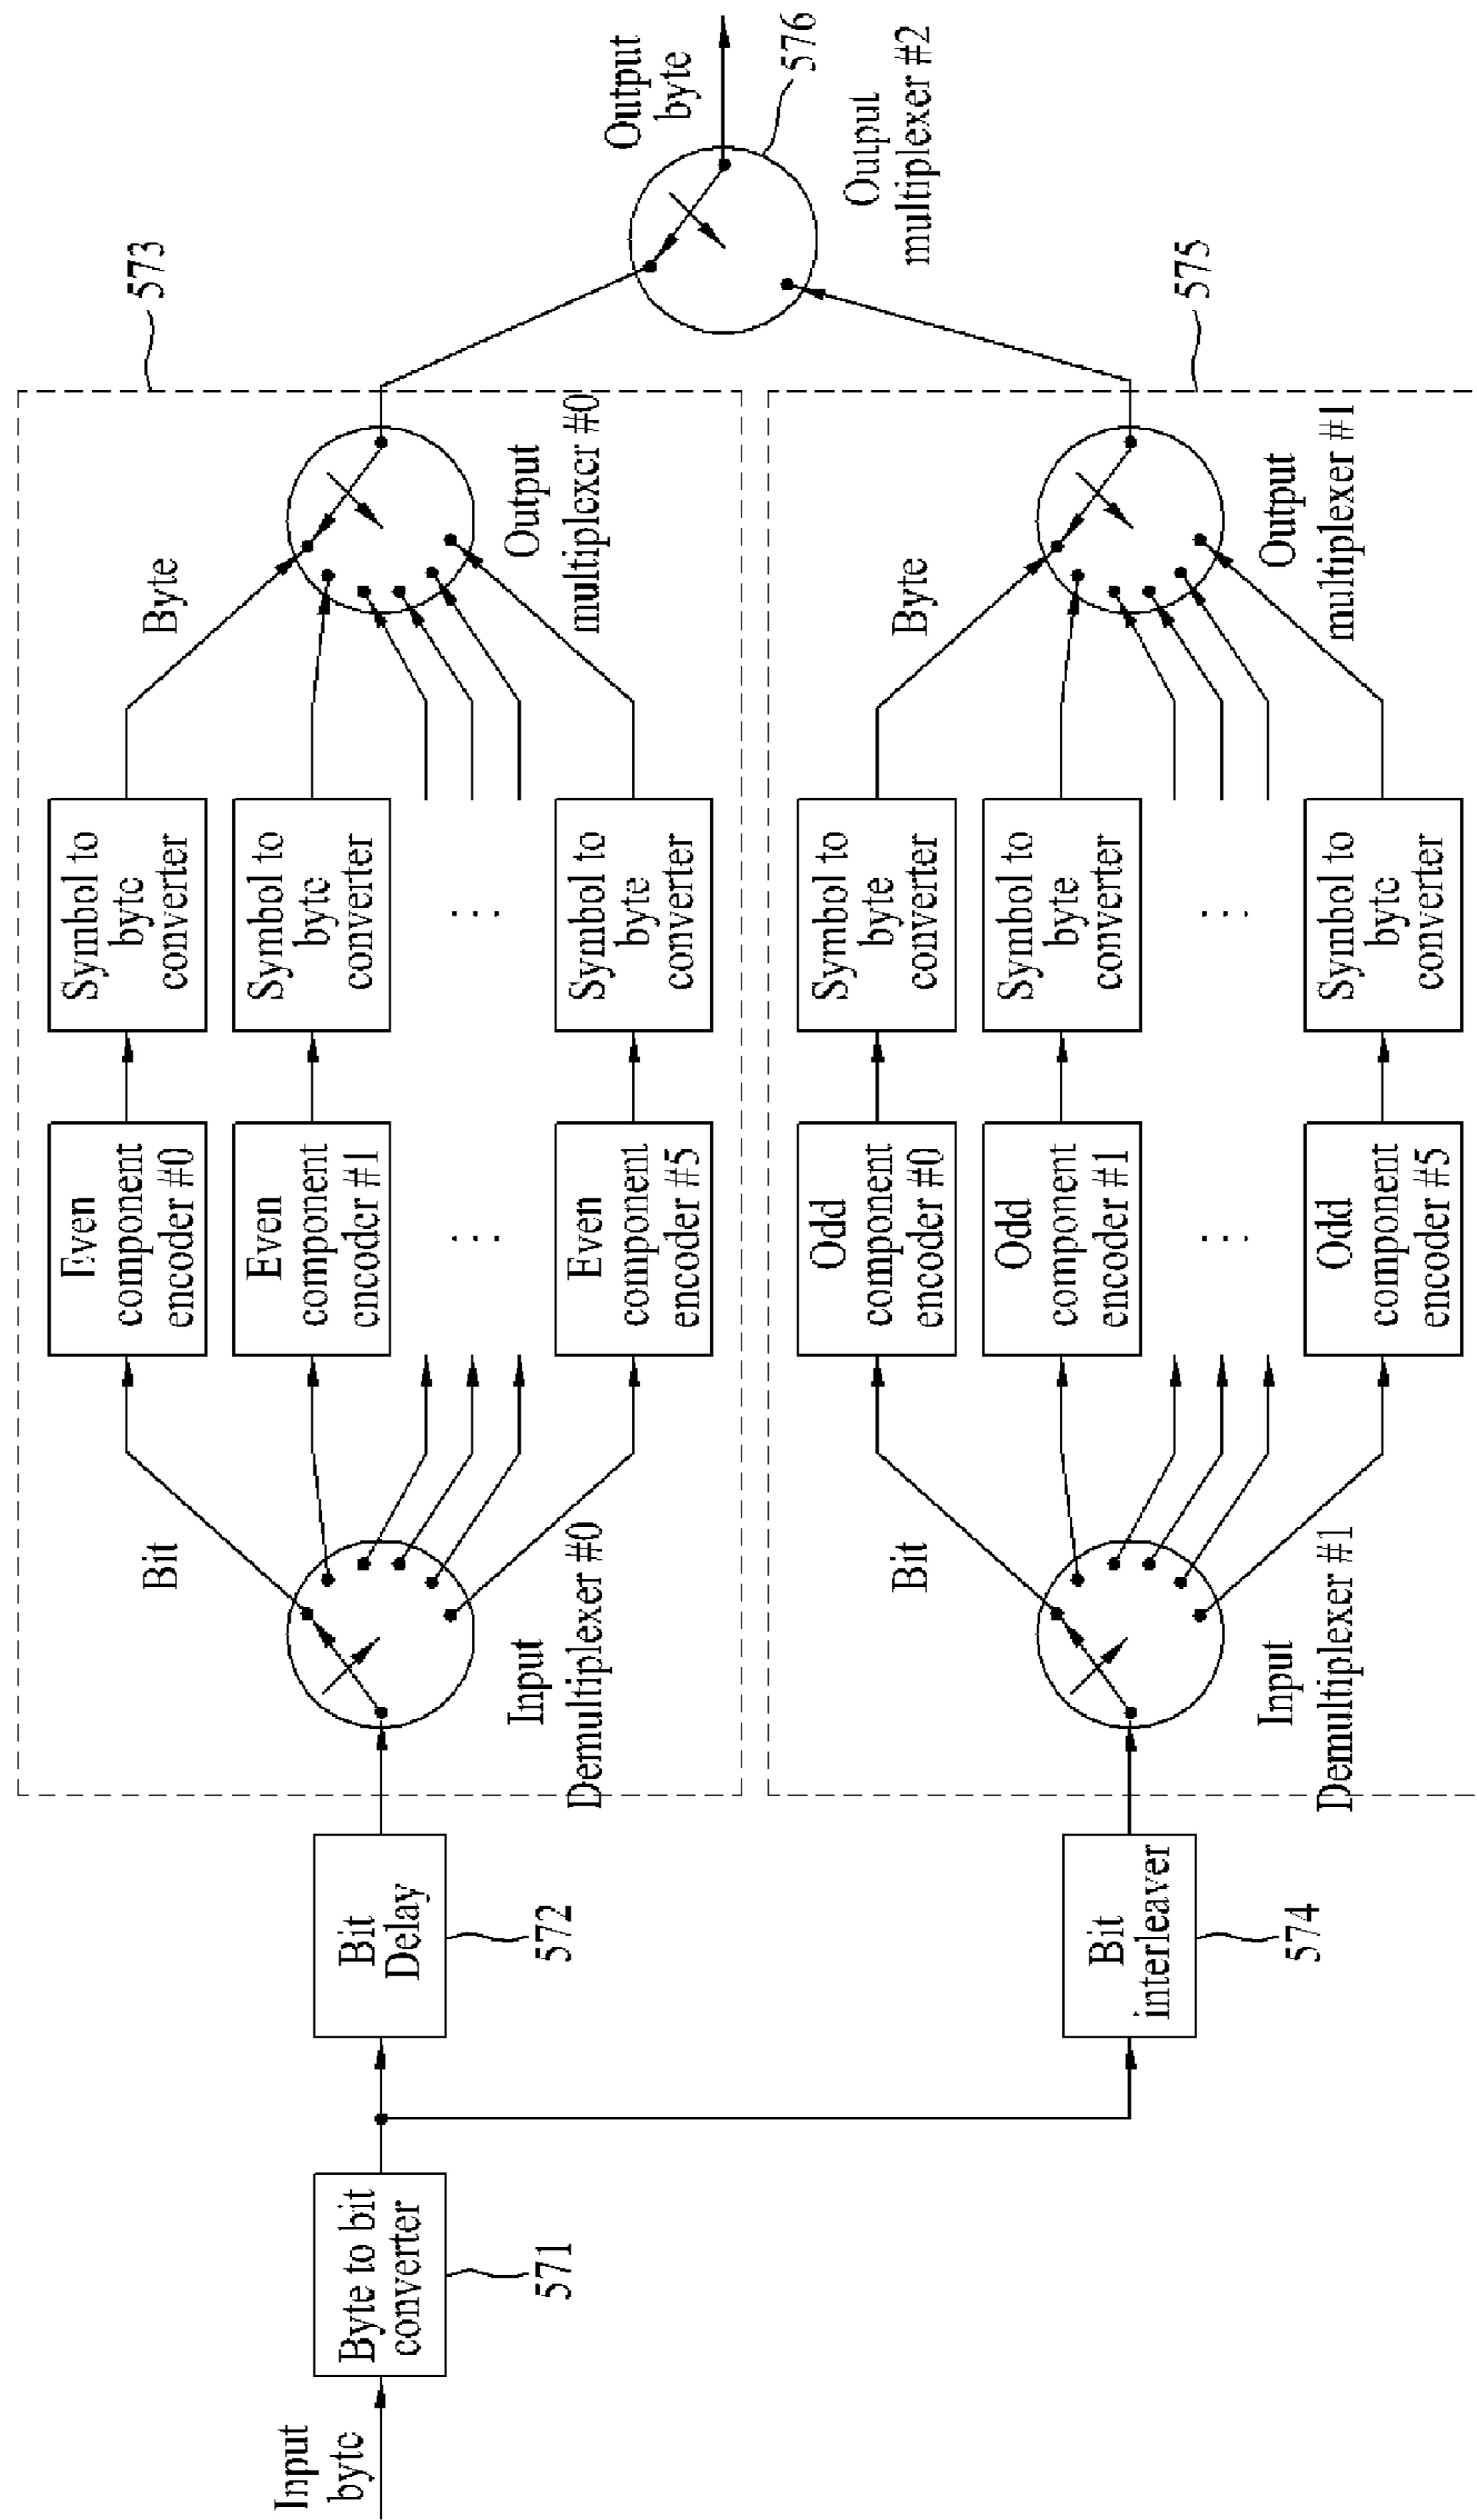 Input
byte
Byte to bit
converter
571
Bit
Delay
572
Bit
interleaver
574
Input
Demultiplexer #0
Bit
Even
component
encoder #0
Even
component
encoder #1
...
Even
component
encoder #5
Symbol to
byte
converter
Symbol to
byte
converter
...
Symbol to
byte
converter
Byte
Output
multiplexer #0
573
Input
Demultiplexer #1
Bit
Odd
component
encoder #0
Odd
component
encoder #1
...
Odd
component
encoder #5
Symbol to
byte
converter
Symbol to
byte
converter
...
Symbol to
byte
converter
Byte
Output
multiplexer #1
575
Output
byte
576
Output
multiplexer #2